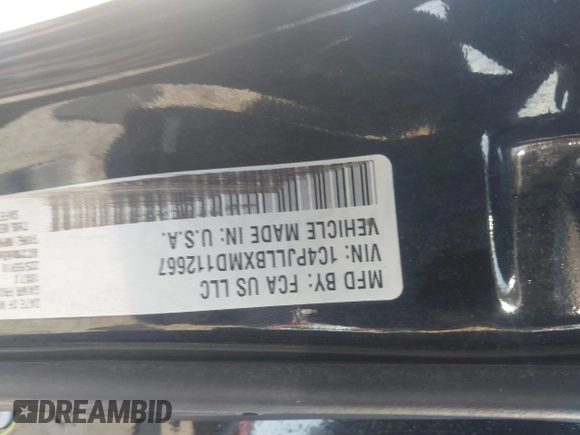 MFD BY: FCA US LLC
VIN: 1C4PJLLBXMD112667
VEHICLE MADE IN: U.S.A.
DREAMBID